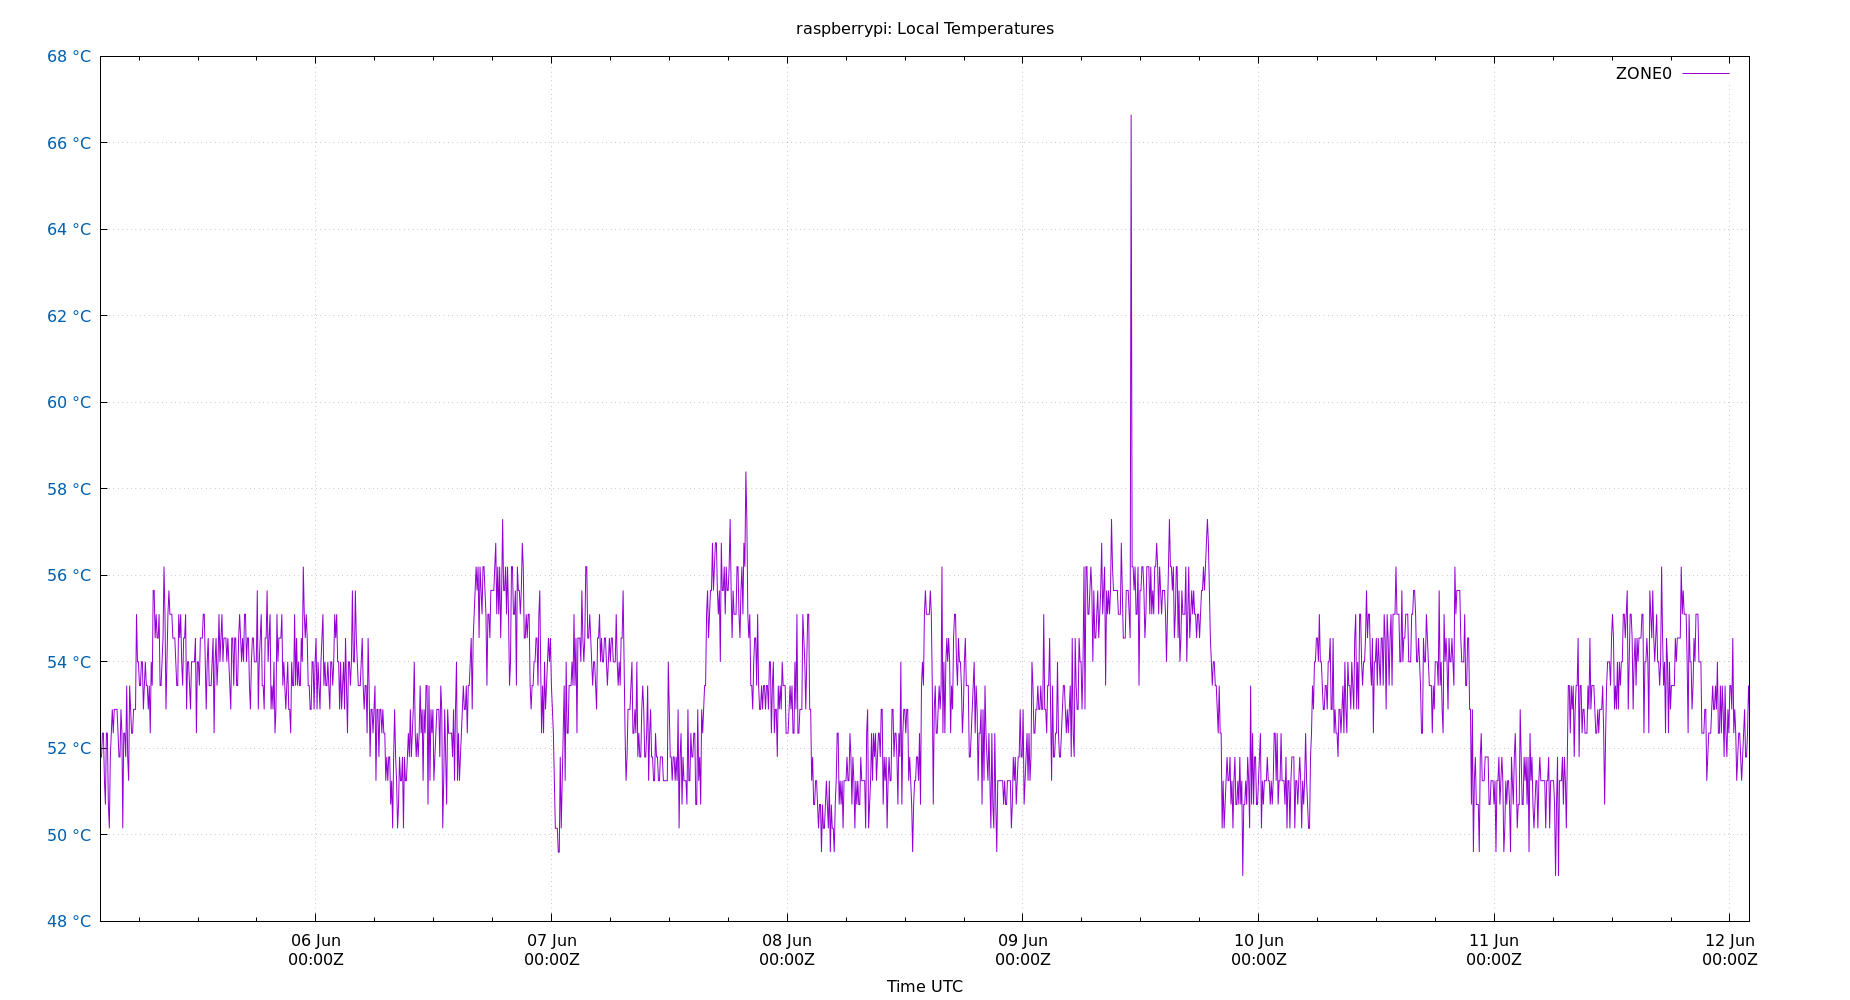 raspberrypi: Local Temperatures
68 °C
ZONE0
66 °C
64 °C
62 °C
60 °C
58 °C
56 °C
54 °C
52 °C
50 °C
48 °C
06 Jun 07 Jun 08 Jun 09 Jun 10 Jun 11 Jun 12 Jun
00:00Z 00:00Z 00:00Z 00:00Z 00:00Z 00:00Z 00:00Z
Time UTC